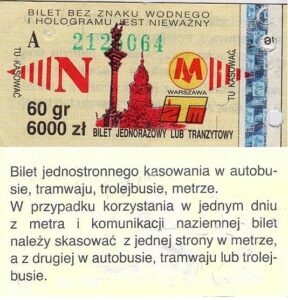 BILET BEZ ZNAKU WODNEGO
I HOLOGRAMU JEST NIEWAŻNY
A 2128064
TU KASOWAĆ
N
M
WARSZAWA
TU KASOWAĆ
60 gr
6000 zł
ztm
BILET JEDNORAZOWY LUB TRANZYTOWY
Bilet jednostronnego kasowania w autobu-
sie, tramwaju, trolejbusie, metrze.
W przypadku korzystania w jednym dniu
z metra i komunikacji naziemnej bilet
należy skasować z jednej strony w metrze,
a z drugiej w autobusie, tramwaju lub trolej-
busie.